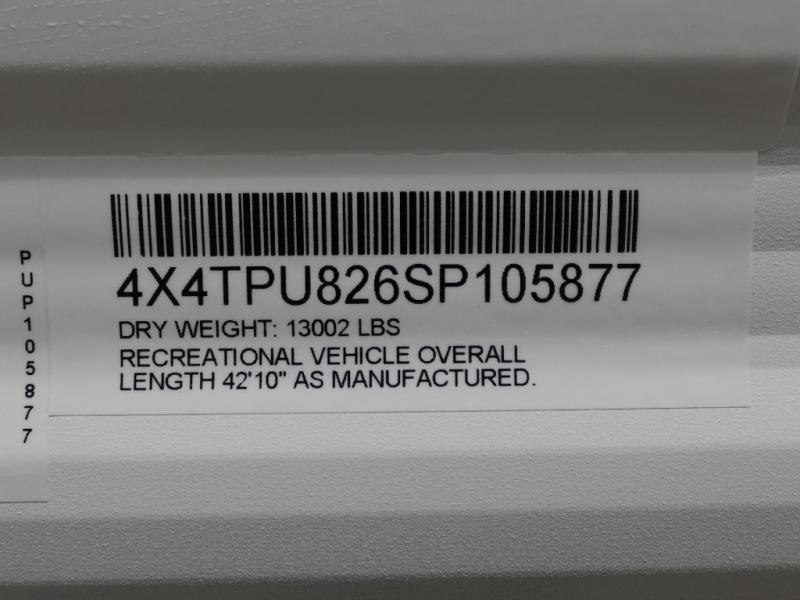 4X4TPU826SP105877
DRY WEIGHT: 13002 LBS
RECREATIONAL VEHICLE OVERALL
LENGTH 42'10" AS MANUFACTURED.
PUP105877